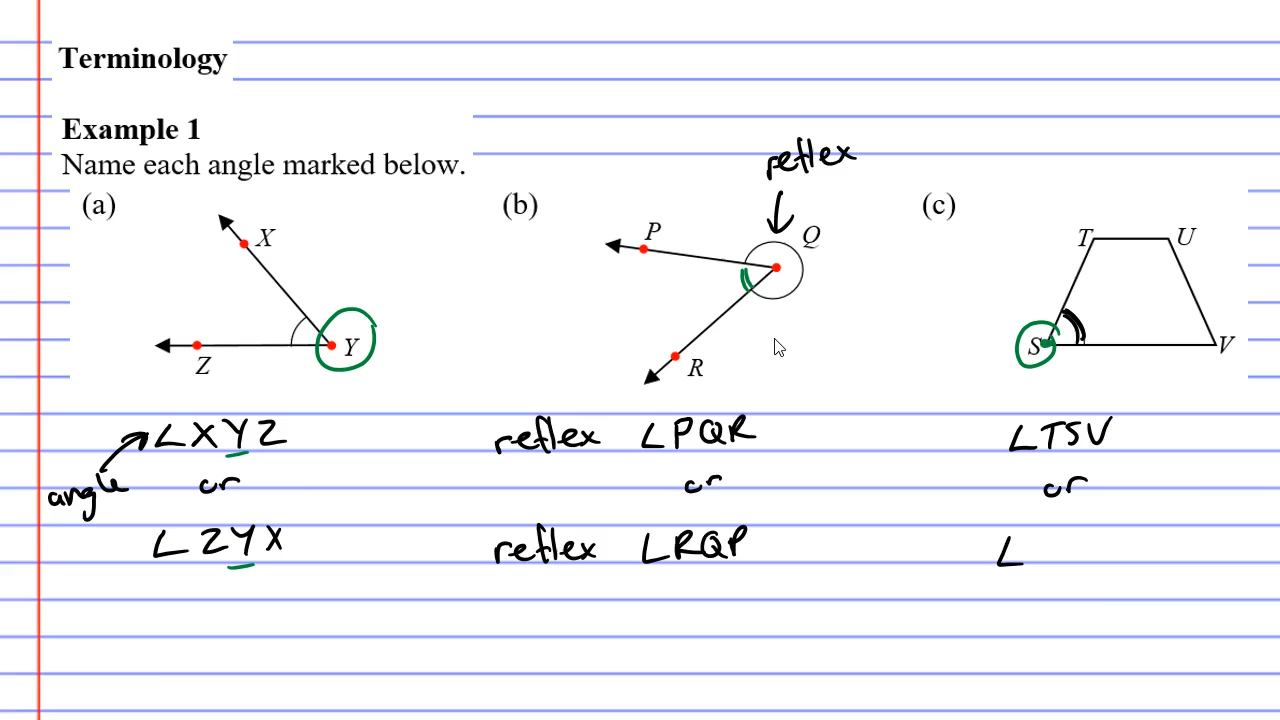 Terminology
Example 1
Name each angle marked below.
reflex
(a)
(b)
(c)
X
Z
Y
P
Q
R
T
U
S
V
∠XYZ
angle
or
∠ZYX
reflex ∠PQR
or
reflex ∠RQP
∠TSV
or
∠